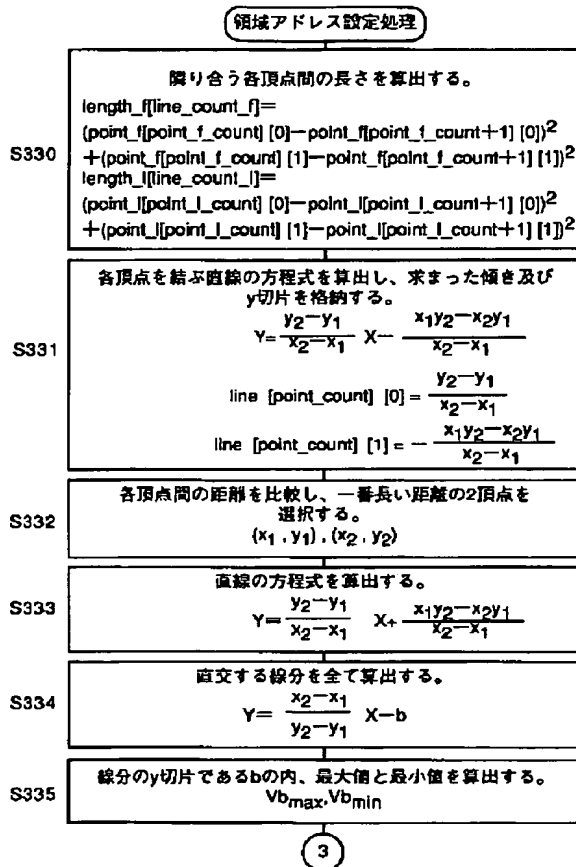 領域アドレス設定処理
S330
隣り合う各頂点間の長さを算出する。
length_f[line_count_f]=
(point_f[point_f_count] [0]−point_f[point_f_count+1] [0])²
+(point_f[point_f_count] [1]−point_f[point_f_count+1] [1])²
length_l[line_count_l]=
(point_l[point_l_count] [0]−point_l[point_l_count+1] [0])²
+(point_l[point_l_count] [1]−point_l[point_l_count+1] [1])²
S331
各頂点を結ぶ直線の方程式を算出し、求まった傾き及び
y切片を格納する。
Y=(y₂−y₁)/(x₂−x₁) X−(x₁y₂−x₂y₁)/(x₂−x₁)
line [point_count] [0]=(y₂−y₁)/(x₂−x₁)
line [point_count] [1]=−(x₁y₂−x₂y₁)/(x₂−x₁)
S332
各頂点間の距離を比較し、一番長い距離の2頂点を
選択する。
(x₁,y₁),(x₂,y₂)
S333
直線の方程式を算出する。
Y=(y₂−y₁)/(x₂−x₁) X+(x₁y₂−x₂y₁)/(x₂−x₁)
S334
直交する線分を全て算出する。
Y=(x₂−x₁)/(y₂−y₁) X−b
S335
線分のy切片であるbの内、最大値と最小値を算出する。
Vbmax,Vbmin
3